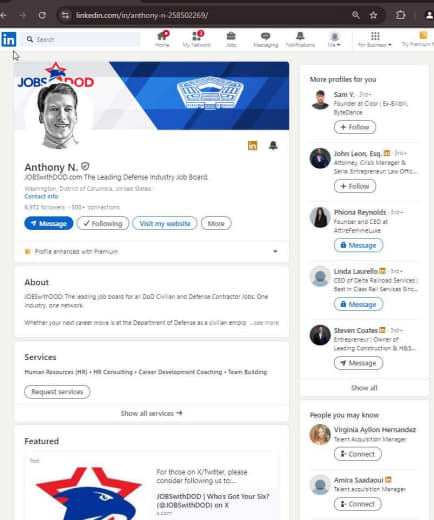 linkedin.com/in/anthony-n-258502269/
in
Search
Home
My Network
Jobs
Messaging
Notifications
Me
For Business
Try Premium f
JOBS
DOD
Anthony N.
JOBSwithDOD.com The Leading Defense Industry Job Board.
Washington, District of Columbia, United States ·
Contact info
6,972 followers · 500+ connections
Message
Following
Visit my website
More
Profile enhanced with Premium
About
JOBSwithDOD: The leading job board for all DoD Civilian and Defense Contractor Jobs. One
industry, one network.
Whether your next career move is at the Department of Defense as a civilian emplo ...see more
Services
Human Resources (HR) • HR Consulting • Career Development Coaching • Team Building
Request services
Show all services →
Featured
Post
For those on X/Twitter, please
consider following us to:...
JOBSwithDOD | Who's Got Your Six?
(@JOBSwithDOD) on X
x.com
More profiles for you
Sam Y. · 3rd+
Founder at Cider | Ex-Bilibili,
ByteDance
+ Follow
John Leon, Esq. in · 3rd+
Attorney, Crisis Manager &
Serial Entrepreneur: Law Offic...
+ Follow
Phiona Reynolds · 3rd+
Founder and CEO at
AttireFemmeLuxe
Message
Linda Laurello in · 3rd+
CEO of Delta Railroad Services |
Best in Class Rail Services Sinc...
Message
Steven Coates in · 3rd+
Entrepreneur | Owner of
Leading Construction & H&S...
Message
Show all
People you may know
Virginia Ayllon Hernandez
Talent Acquisition Manager
Connect
Amira Saadaoui in
Talent acquisition Manager
Connect